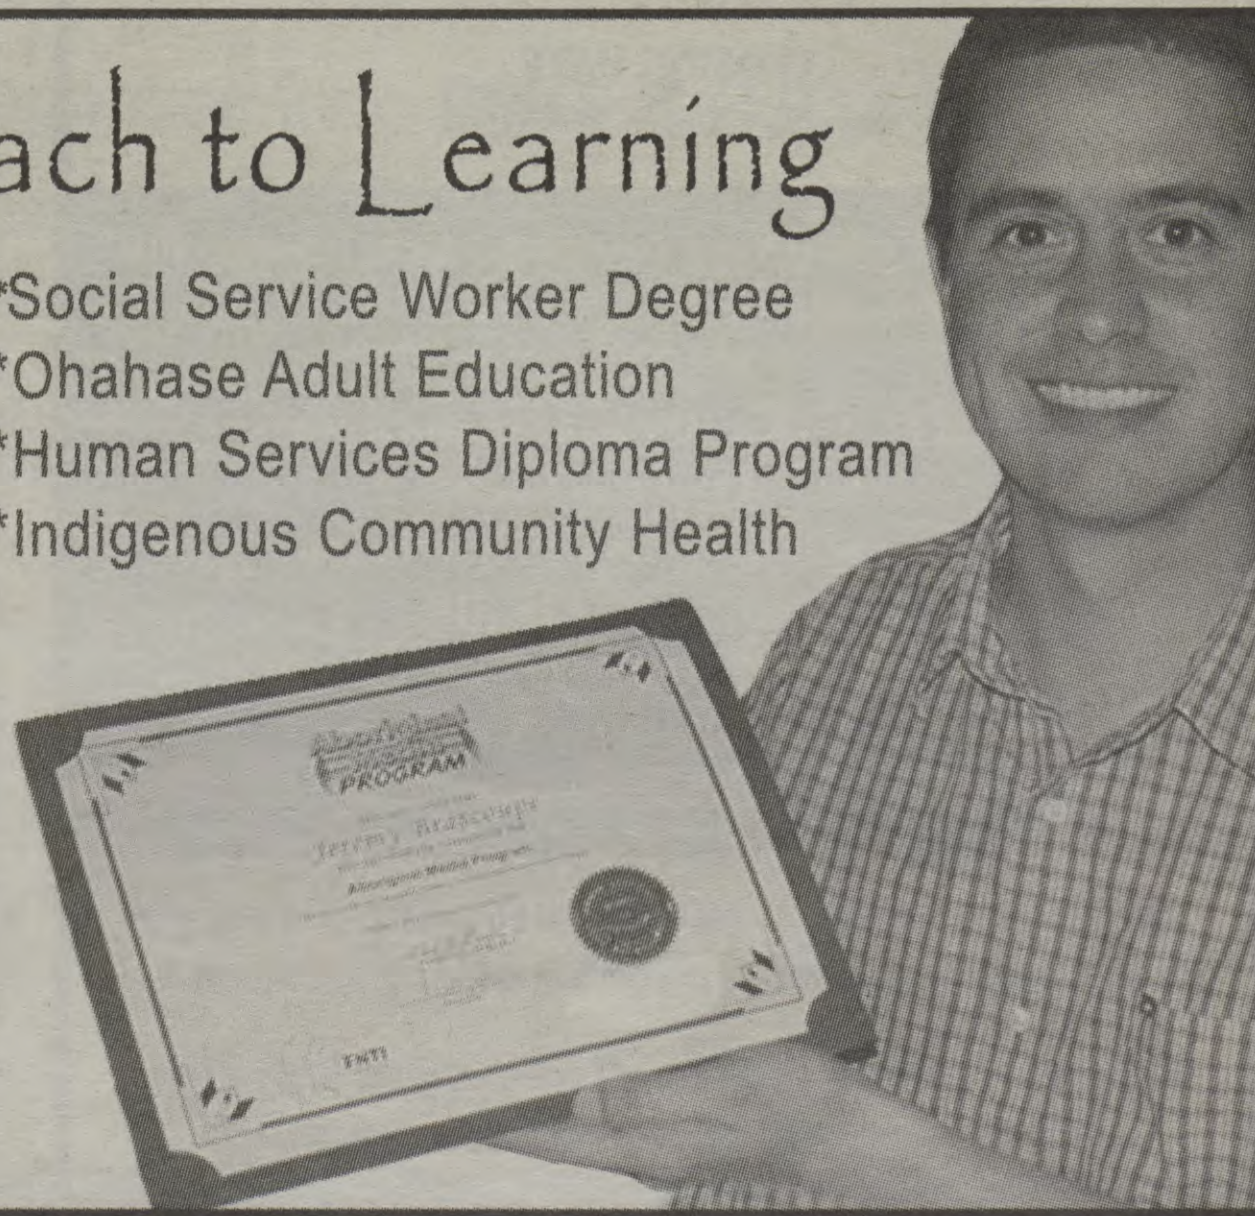 ach to Learning
*Social Service Worker Degree
*Ohahase Adult Education
*Human Services Diploma Program
*Indigenous Community Health
Aboriginal
PROGRAM
Aboriginal Media Program